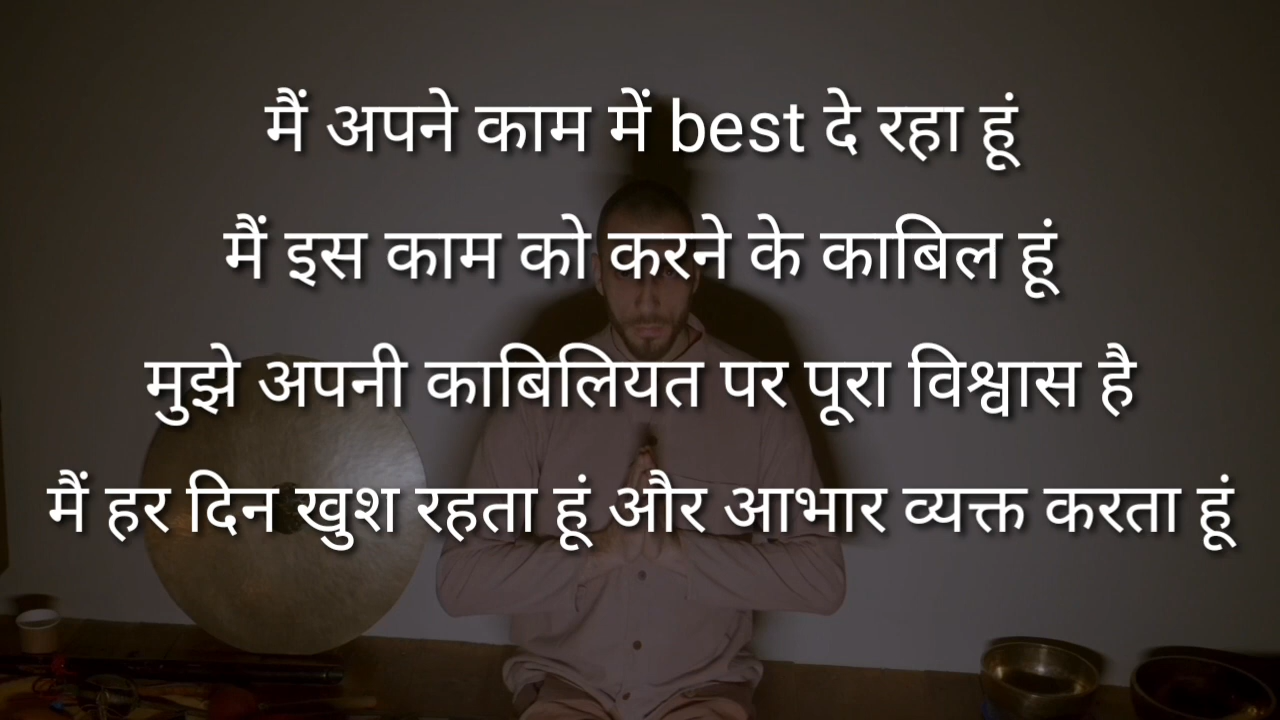 मैं अपने काम में best दे रहा हूं
मैं इस काम को करने के काबिल हूं
मुझे अपनी काबिलियत पर पूरा विश्वास है
मैं हर दिन खुश रहता हूं और आभार व्यक्त करता हूं